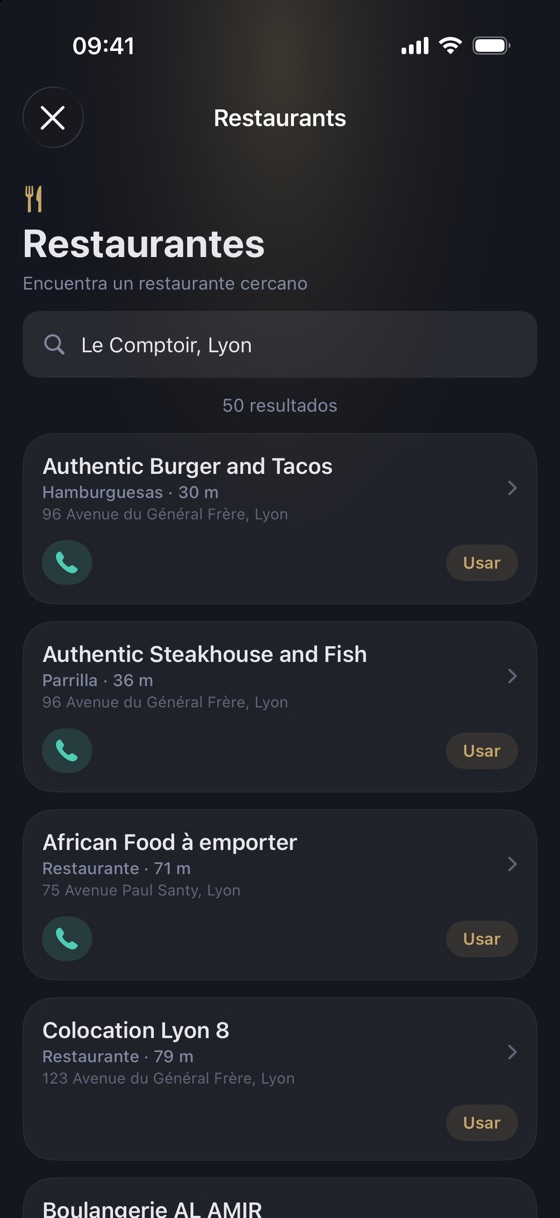 09:41
Restaurants
Restaurantes
Encuentra un restaurante cercano
Le Comptoir, Lyon
50 resultados
Authentic Burger and Tacos
Hamburguesas · 30 m
96 Avenue du Général Frère, Lyon
Usar
Authentic Steakhouse and Fish
Parrilla · 36 m
96 Avenue du Général Frère, Lyon
Usar
African Food à emporter
Restaurante · 71 m
75 Avenue Paul Santy, Lyon
Usar
Colocation Lyon 8
Restaurante · 79 m
123 Avenue du Général Frère, Lyon
Usar
Boulangerie AL AMIR